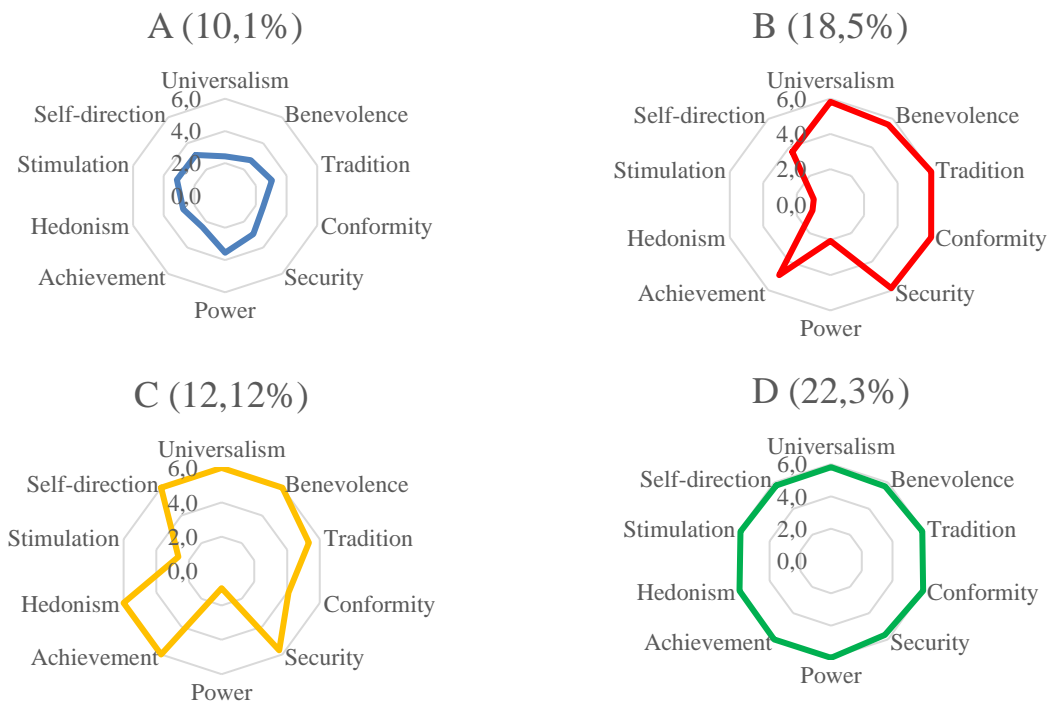 A (10,1%)
Universalism
Benevolence
Tradition
Conformity
Security
Power
Achievement
Hedonism
Stimulation
Self-direction
6,0
4,0
2,0
0,0
B (18,5%)
Universalism
Benevolence
Tradition
Conformity
Security
Power
Achievement
Hedonism
Stimulation
Self-direction
6,0
4,0
2,0
0,0
C (12,12%)
Universalism
Benevolence
Tradition
Conformity
Security
Power
Achievement
Hedonism
Stimulation
Self-direction
6,0
4,0
2,0
0,0
D (22,3%)
Universalism
Benevolence
Tradition
Conformity
Security
Power
Achievement
Hedonism
Stimulation
Self-direction
6,0
4,0
2,0
0,0